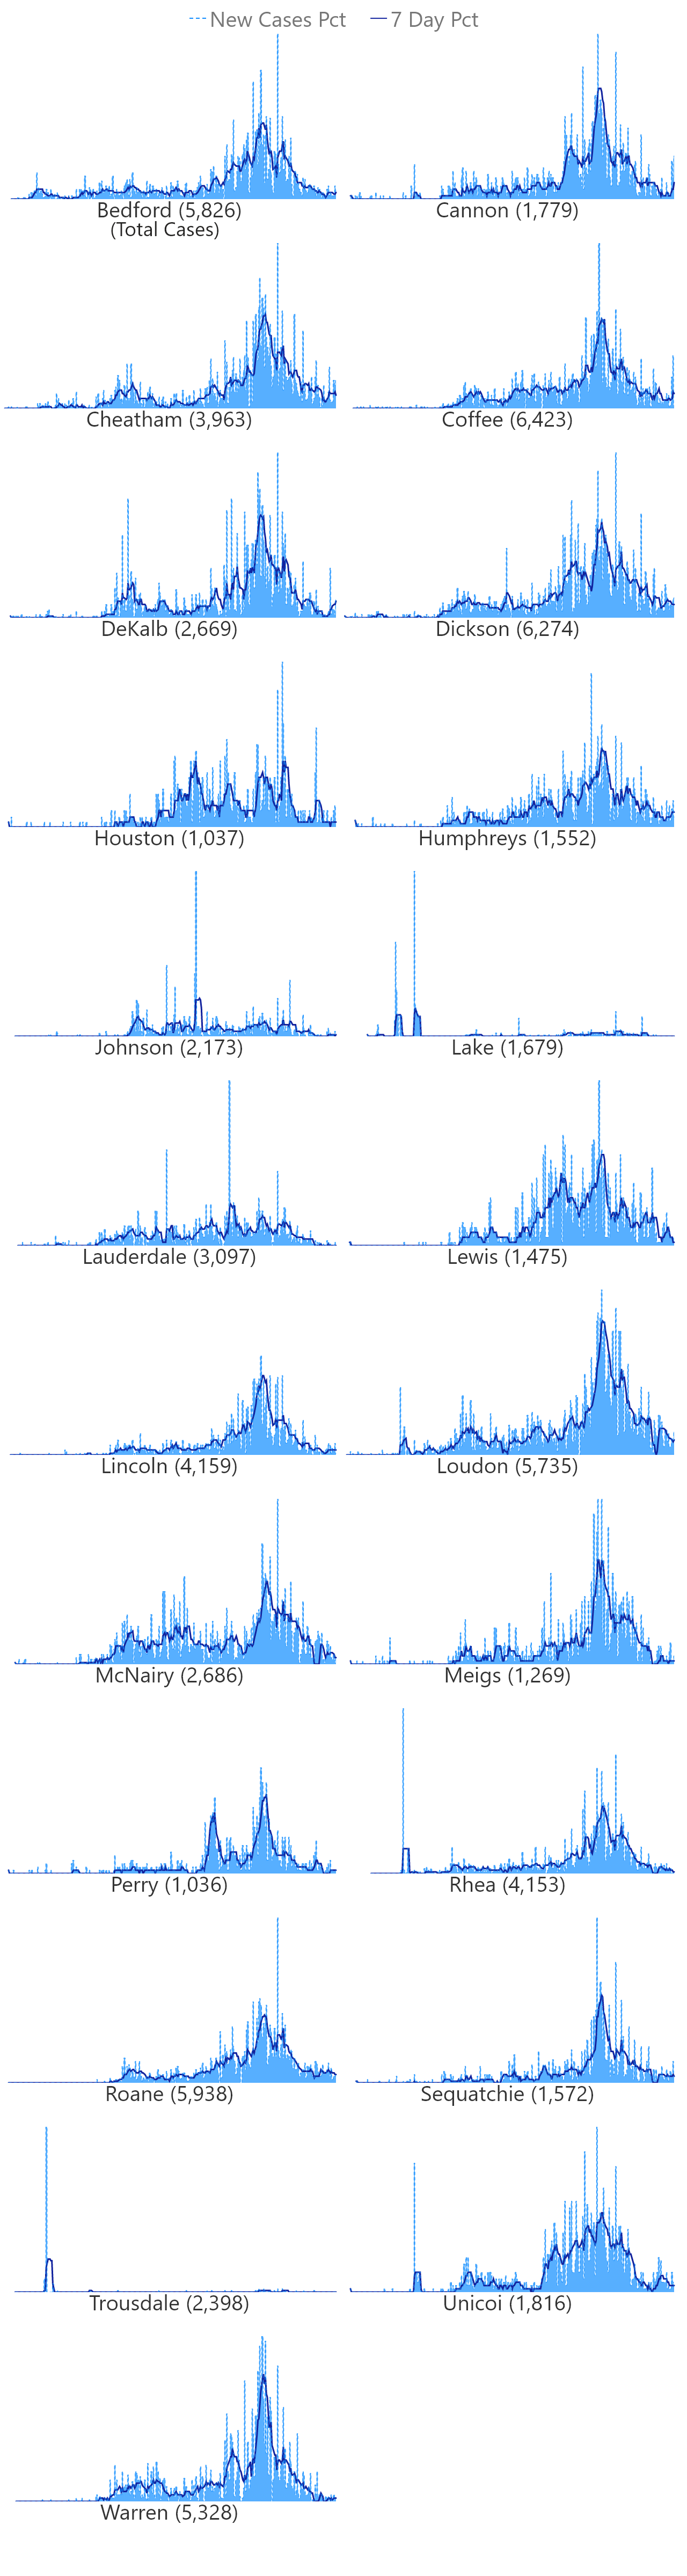 New Cases Pct 7 Day Pct
Bedford (5,826)
(Total Cases)
Cannon (1,779)
Cheatham (3,963)
Coffee (6,423)
DeKalb (2,669)
Dickson (6,274)
Houston (1,037)
Humphreys (1,552)
Johnson (2,173)
Lake (1,679)
Lauderdale (3,097)
Lewis (1,475)
Lincoln (4,159)
Loudon (5,735)
McNairy (2,686)
Meigs (1,269)
Perry (1,036)
Rhea (4,153)
Roane (5,938)
Sequatchie (1,572)
Trousdale (2,398)
Unicoi (1,816)
Warren (5,328)